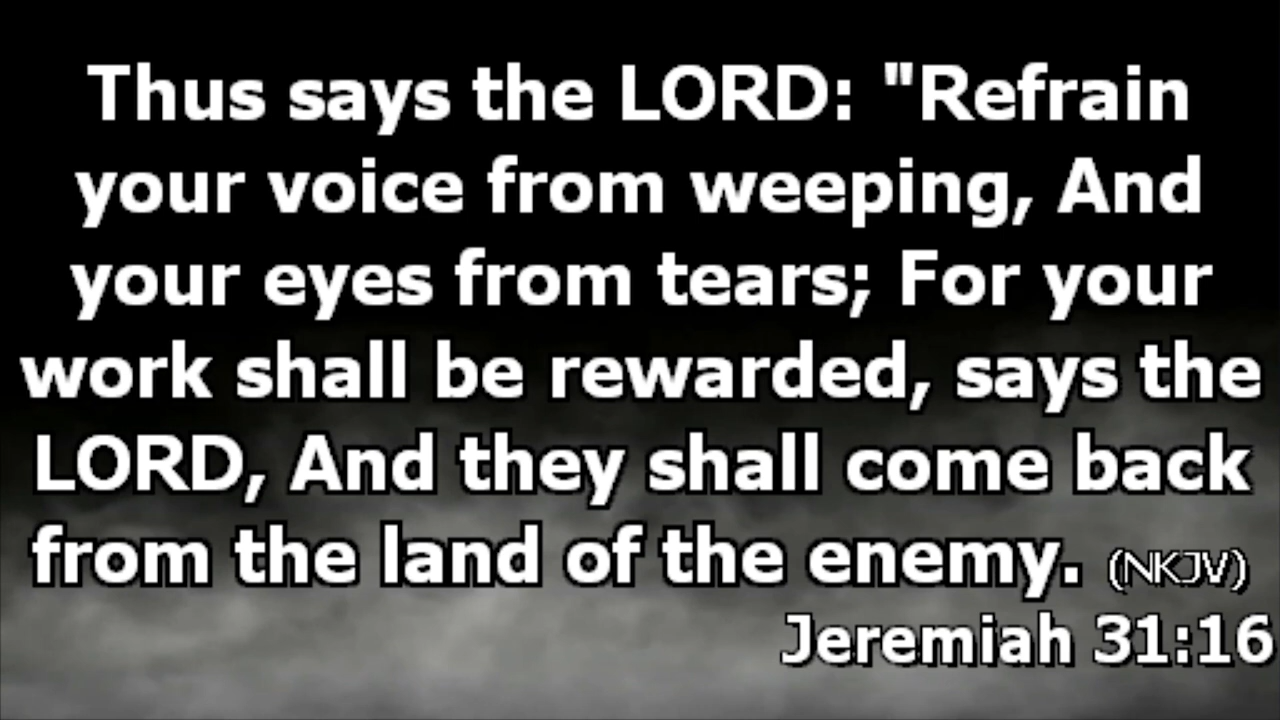 Thus says the LORD: "Refrain
your voice from weeping, And
your eyes from tears; For your
work shall be rewarded, says the
LORD, And they shall come back
from the land of the enemy. (NKJV)
Jeremiah 31:16